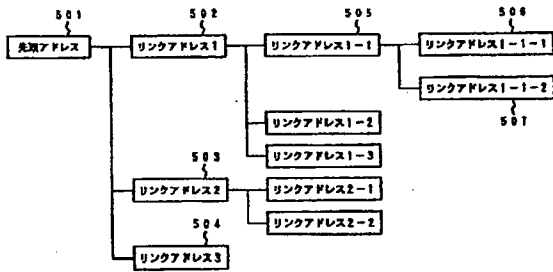 501
502
505
506
先頭アドレス
リンクアドレス1
リンクアドレス1-1
リンクアドレス1-1-1
リンクアドレス1-1-2
507
リンクアドレス1-2
リンクアドレス1-3
503
リンクアドレス2
リンクアドレス2-1
504
リンクアドレス2-2
リンクアドレス3